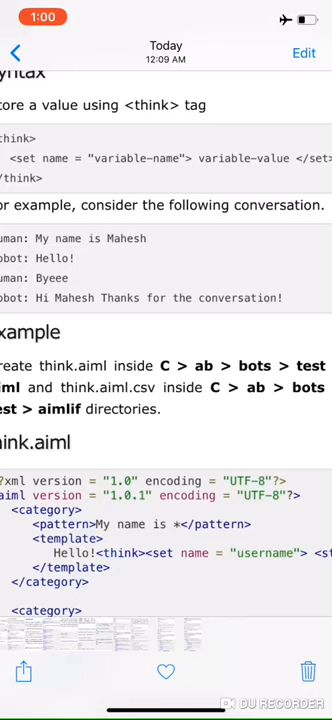 1:00
Today
12:09 AM
Edit
yntax
tore a value using <think> tag
think>
<set name = "variable-name"> variable-value </set>
/think>
or example, consider the following conversation.
uman: My name is Mahesh
obot: Hello!
uman: Byeee
obot: Hi Mahesh Thanks for the conversation!
xample
reate think.aiml inside C > ab > bots > test
iml and think.aiml.csv inside C > ab > bots
est > aimlif directories.
ink.aiml
?xml version = "1.0" encoding = "UTF-8"?>
aiml version = "1.0.1" encoding = "UTF-8"?>
<category>
<pattern>My name is *</pattern>
<template>
Hello!<think><set name = "username"> <st
</template>
</category>
<category>
DU RECORDER